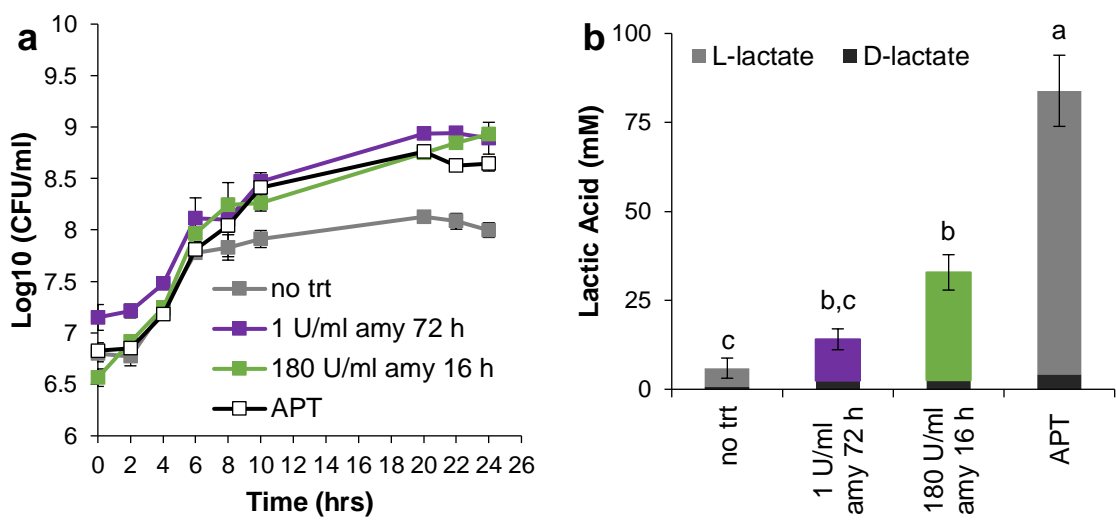 a
Log10 (CFU/ml)
10
9.5
9
8.5
8
7.5
7
6.5
6
no trt
1 U/ml amy 72 h
180 U/ml amy 16 h
APT
0 2 4 6 8 10 12 14 16 18 20 22 24 26
Time (hrs)
b
Lactic Acid (mM)
100
75
50
25
0
L-lactate D-lactate
c
b,c
b
a
no trt
1 U/ml
amy 72 h
180 U/ml
amy 16 h
APT